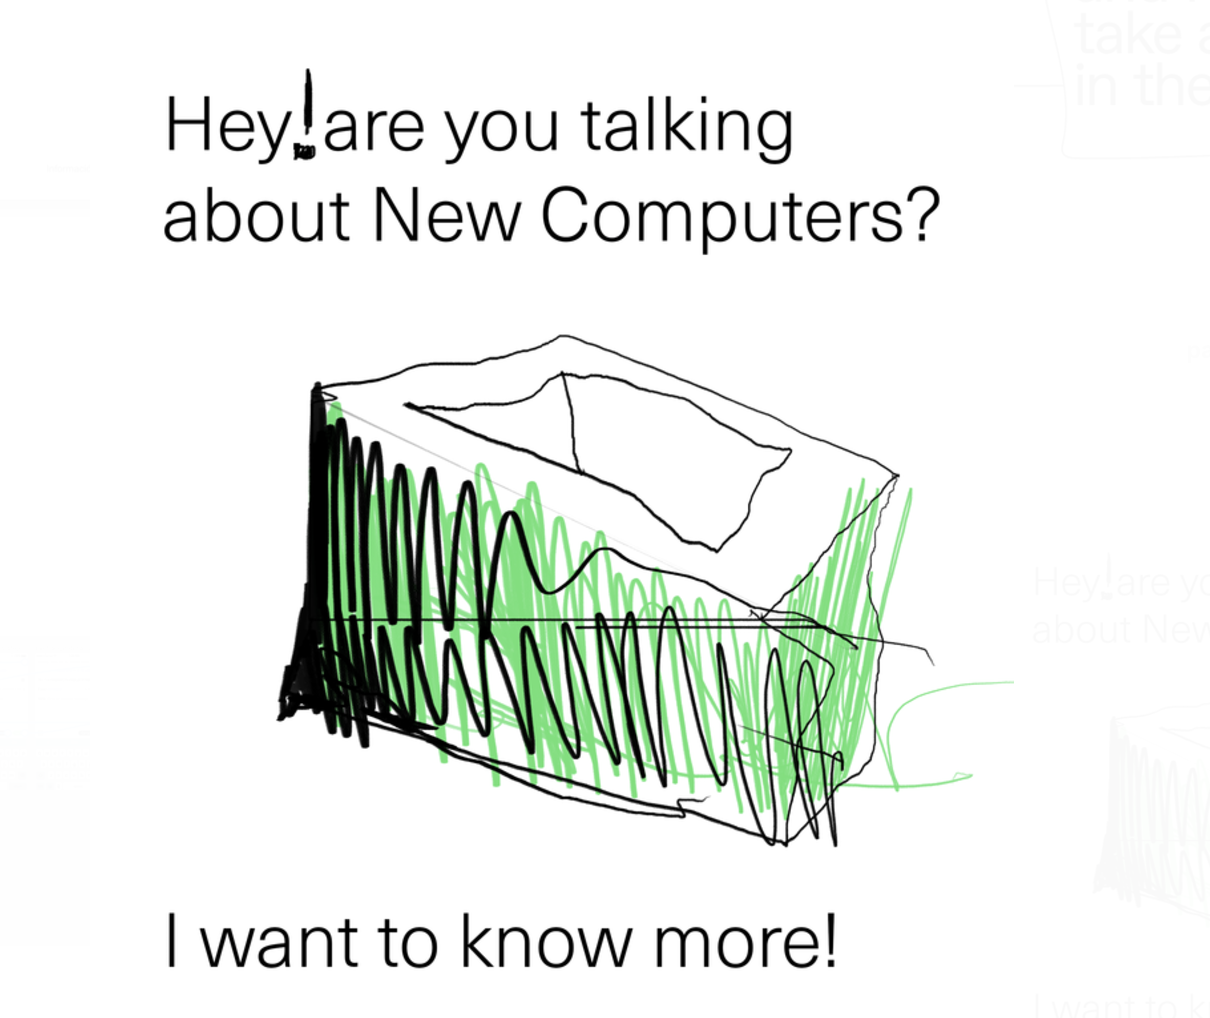 take
in the
Hey! are you talking
about New Computers?
Hey! are
about New
I want to know more!
I want to